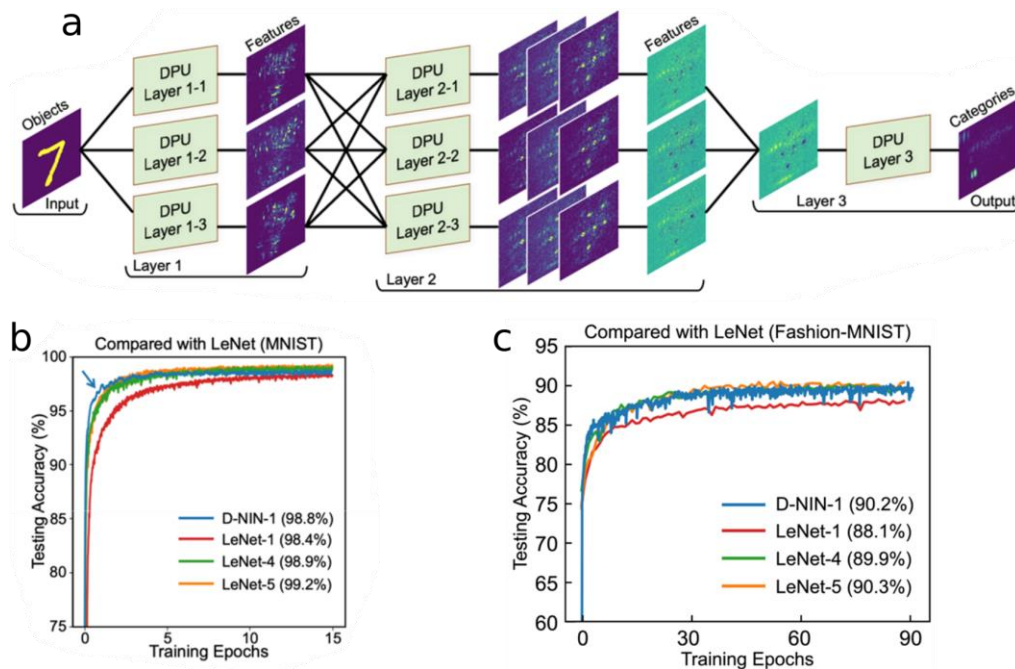 a
Objects
Input
DPU
Layer 1-1
DPU
Layer 1-2
DPU
Layer 1-3
Layer 1
Features
DPU
Layer 2-1
DPU
Layer 2-2
DPU
Layer 2-3
Layer 2
Features
Layer 3
DPU
Layer 3
Categories
Output
b
Compared with LeNet (MNIST)
Testing Accuracy (%)
100
95
90
85
80
75
D-NIN-1 (98.8%)
LeNet-1 (98.4%)
LeNet-4 (98.9%)
LeNet-5 (99.2%)
0
5
10
15
Training Epochs
c
Compared with LeNet (Fashion-MNIST)
Testing Accuracy (%)
95
90
85
80
75
70
65
60
D-NIN-1 (90.2%)
LeNet-1 (88.1%)
LeNet-4 (89.9%)
LeNet-5 (90.3%)
0
30
60
90
Training Epochs